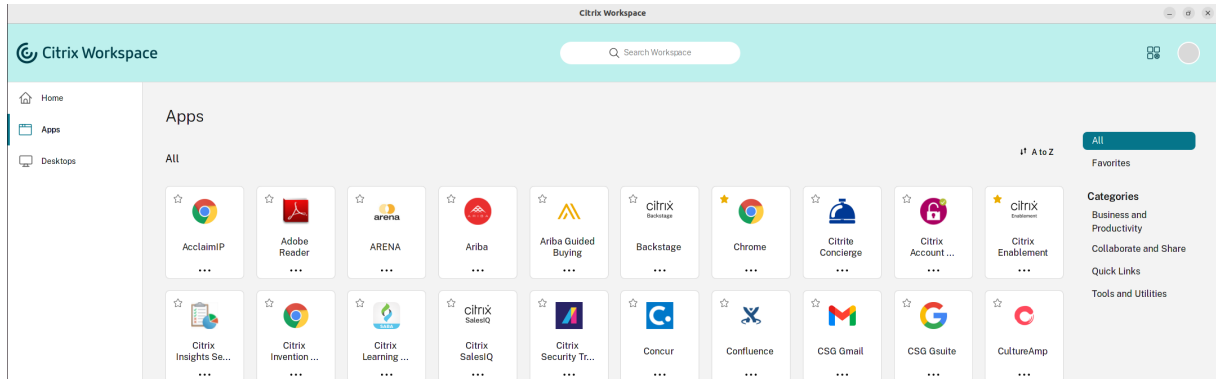 Citrix Workspace
Citrix Workspace
Search Workspace
Home
Apps
Desktops
Apps
All
A to Z
AcclaimIP
Adobe
Reader
arena
ARENA
ARIBA
Ariba
Ariba Guided
Buying
citrix
Backstage
Backstage
Chrome
Citrite
Concierge
Citrix
Account ...
citrix
Enablement
Citrix
Enablement
Citrix
Insights Se...
Citrix
Invention ...
SABA
Citrix
Learning ...
citrix
SalesIQ
Citrix
SalesIQ
Citrix
Security Tr...
C.
Concur
Confluence
CSG Gmail
G
CSG Gsuite
C
CultureAmp
All
Favorites
Categories
Business and
Productivity
Collaborate and Share
Quick Links
Tools and Utilities